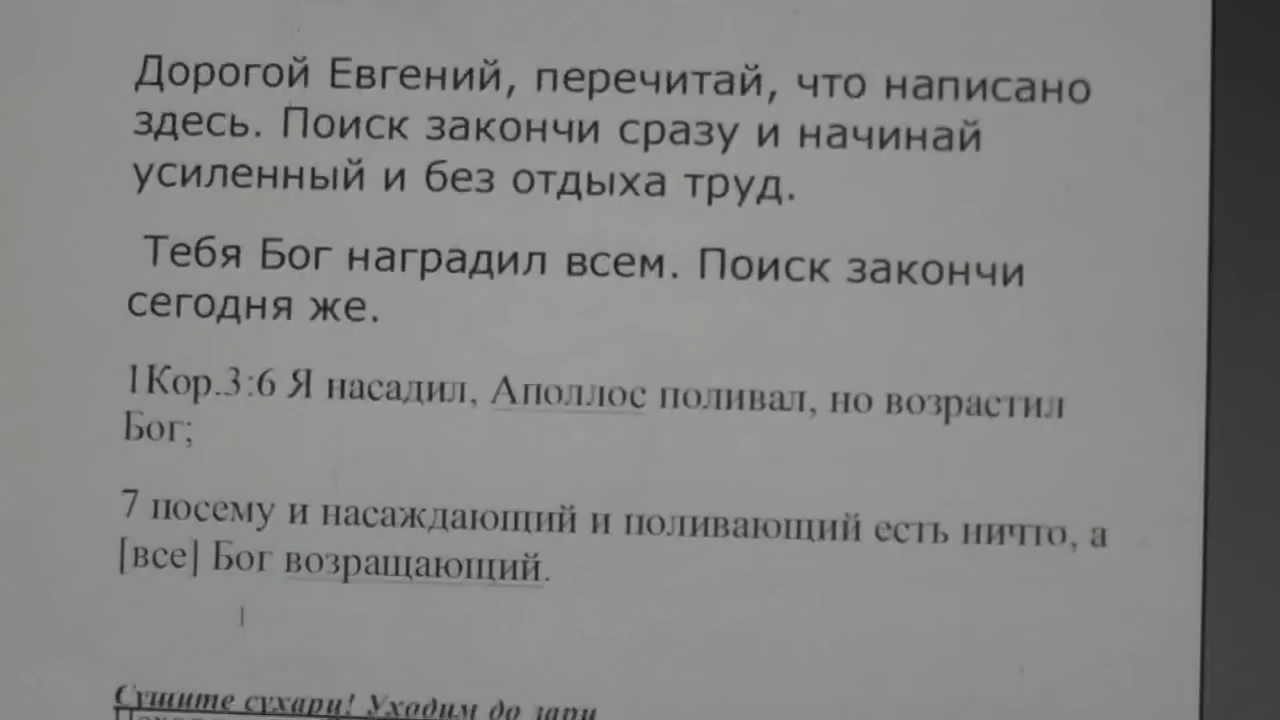 Дорогой Евгений, перечитай, что написано
здесь. Поиск закончи сразу и начинай
усиленный и без отдыха труд.
Тебя Бог наградил всем. Поиск закончи
сегодня же.
1Кор.3:6 Я насадил, Аполлос поливал, но возрастил
Бог;
7 посему и насаждающий и поливающий есть ничто, а
[все] Бог возращающий.
Сушите сухари! Уходим до зари